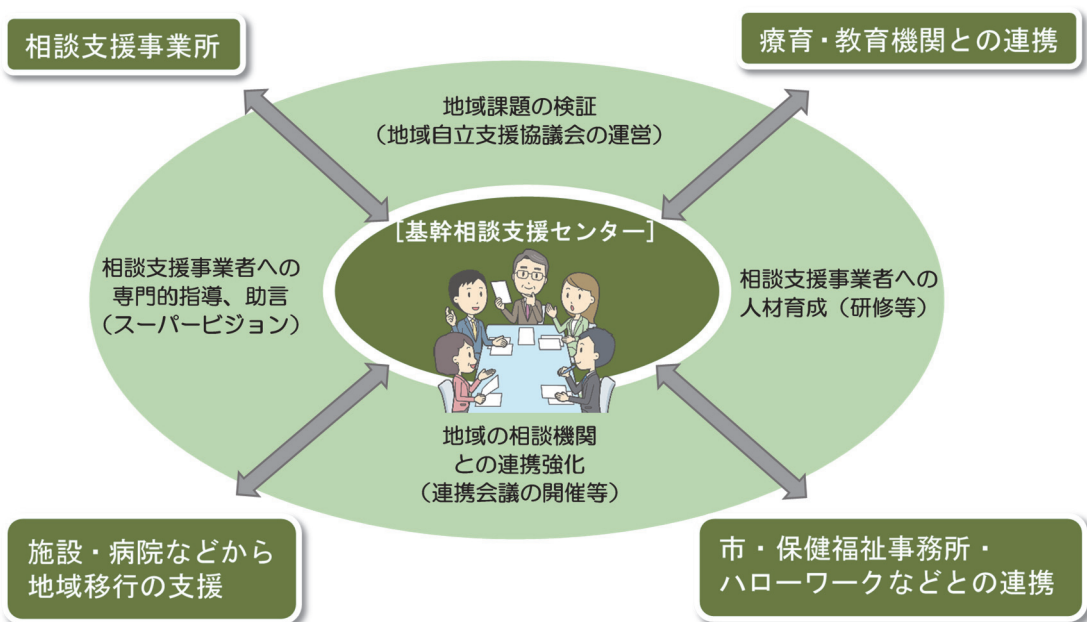 相談支援事業所
療育・教育機関との連携
地域課題の検証
（地域自立支援協議会の運営）
［基幹相談支援センター］
相談支援事業者への
専門的指導、助言
（スーパービジョン）
相談支援事業者への
人材育成（研修等）
地域の相談機関
との連携強化
（連携会議の開催等）
施設・病院などから
地域移行の支援
市・保健福祉事務所・
ハローワークなどとの連携